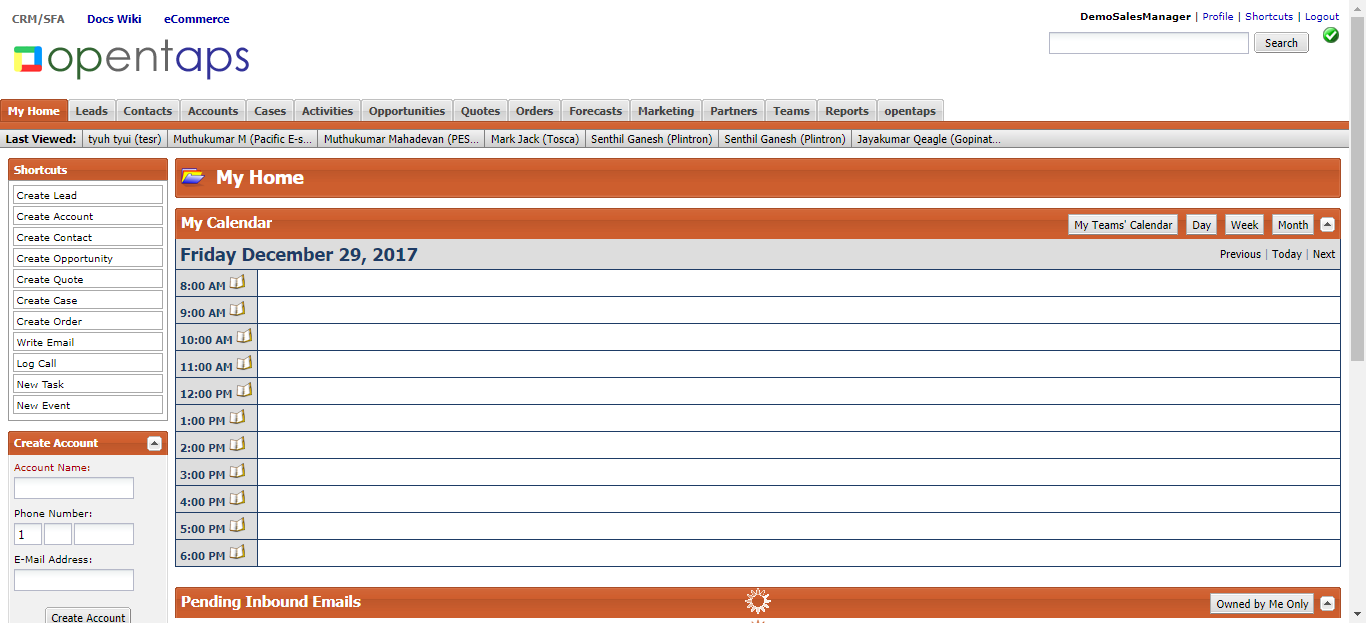 CRM/SFA Docs Wiki eCommerce
DemoSalesManager | Profile | Shortcuts | Logout
opentaps
Search
My Home Leads Contacts Accounts Cases Activities Opportunities Quotes Orders Forecasts Marketing Partners Teams Reports opentaps
Last Viewed: tyuh tyui (tesr) Muthukumar M (Pacific E-s... Muthukumar Mahadevan (PES... Mark Jack (Tosca) Senthil Ganesh (Plintron) Senthil Ganesh (Plintron) Jayakumar Qeagle (Gopinat...
Shortcuts
Create Lead
Create Account
Create Contact
Create Opportunity
Create Quote
Create Case
Create Order
Write Email
Log Call
New Task
New Event
Create Account
Account Name:
Phone Number:
1
E-Mail Address:
Create Account
My Home
My Calendar
My Teams' Calendar Day Week Month
Friday December 29, 2017
Previous | Today | Next
8:00 AM
9:00 AM
10:00 AM
11:00 AM
12:00 PM
1:00 PM
2:00 PM
3:00 PM
4:00 PM
5:00 PM
6:00 PM
Pending Inbound Emails
Owned by Me Only